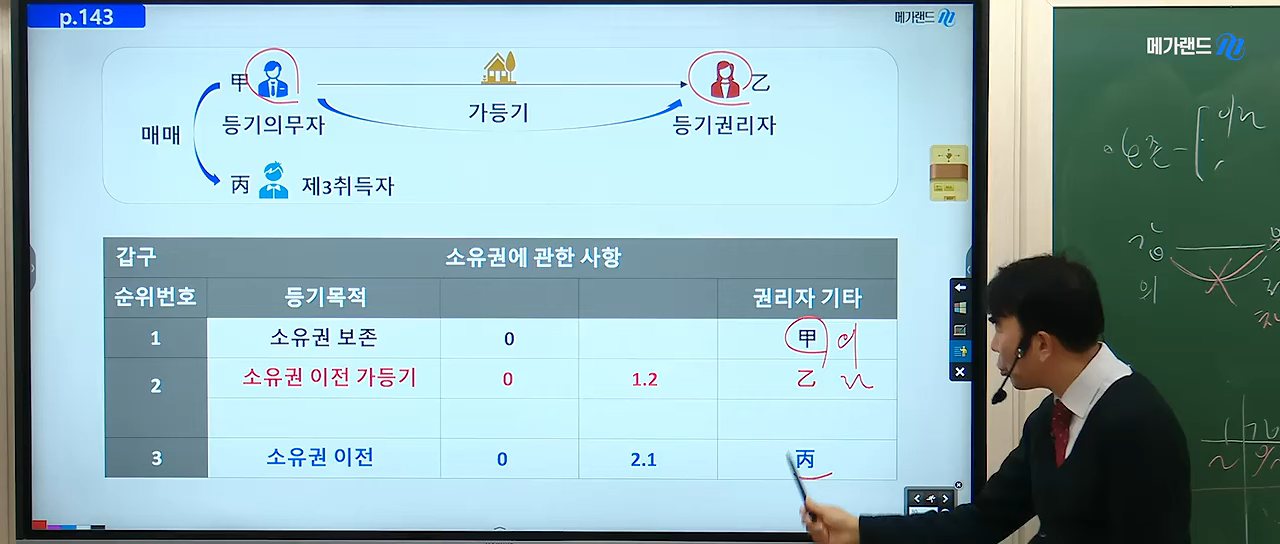 p.143
메가랜드
메가랜드
甲
乙
매매
등기의무자
가등기
등기권리자
丙
제3취득자
갑구
소유권에 관한 사항
순위번호 등기목적 권리자 기타
1 소유권 보존 0 甲
2 소유권 이전 가등기 0 1.2 乙
3 소유권 이전 0 2.1 丙